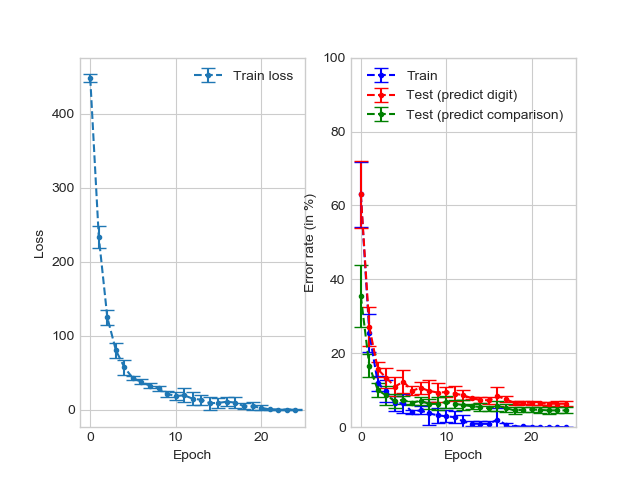 Train loss
400
300
200
100
0
Loss
0
10
20
Epoch
Train
Test (predict digit)
Test (predict comparison)
100
80
60
40
20
0
Error rate (in %)
0
10
20
Epoch